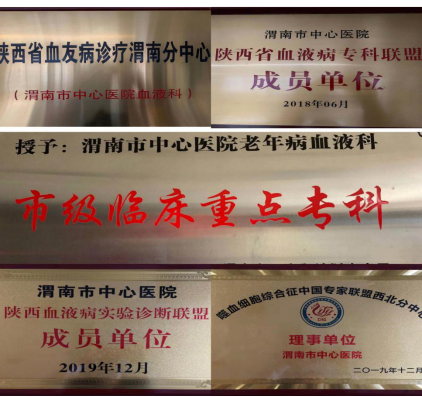 陕西省血友病诊疗渭南分中心
（渭南市中心医院血液科）
渭南市中心医院
陕西省血液病专科联盟
成员单位
2018年06月
授予：渭南市中心医院老年病血液科
市级临床重点专科
渭南市中心医院
陕西血液病实验诊断联盟
成员单位
2019年12月
噬血细胞综合征中国专家联盟西北分中心
理事单位
渭南市中心医院
二〇一九年十二月